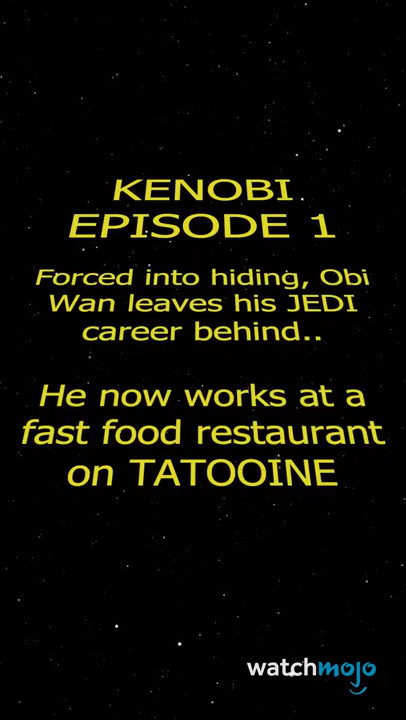 KENOBI
EPISODE 1
Forced into hiding, Obi
Wan leaves his JEDI
career behind..
He now works at a
fast food restaurant
on TATOOINE
watchmojo